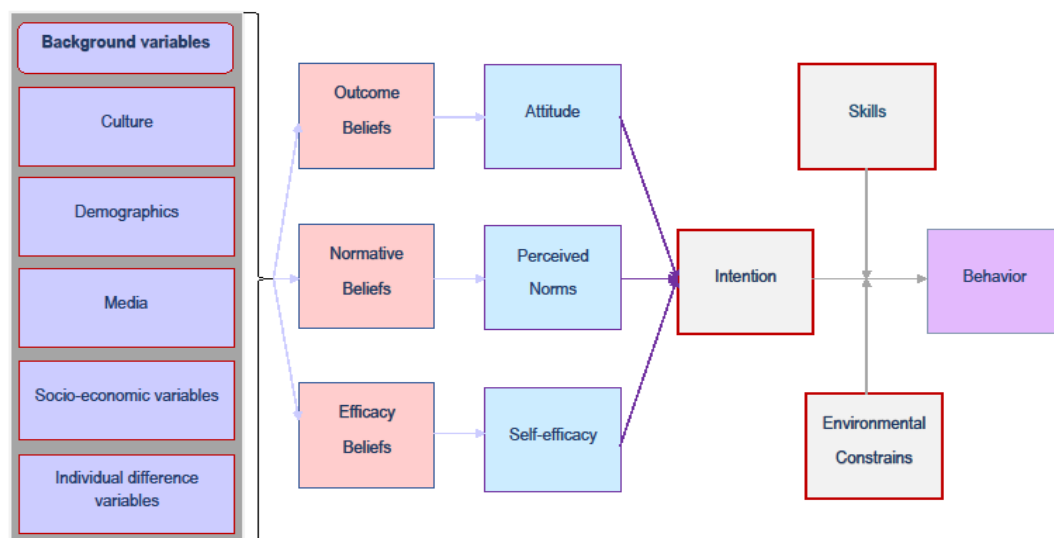 Background variables
Culture
Demographics
Media
Socio-economic variables
Individual difference
variables
Outcome
Beliefs
Normative
Beliefs
Efficacy
Beliefs
Attitude
Perceived
Norms
Self-efficacy
Intention
Skills
Environmental
Constrains
Behavior